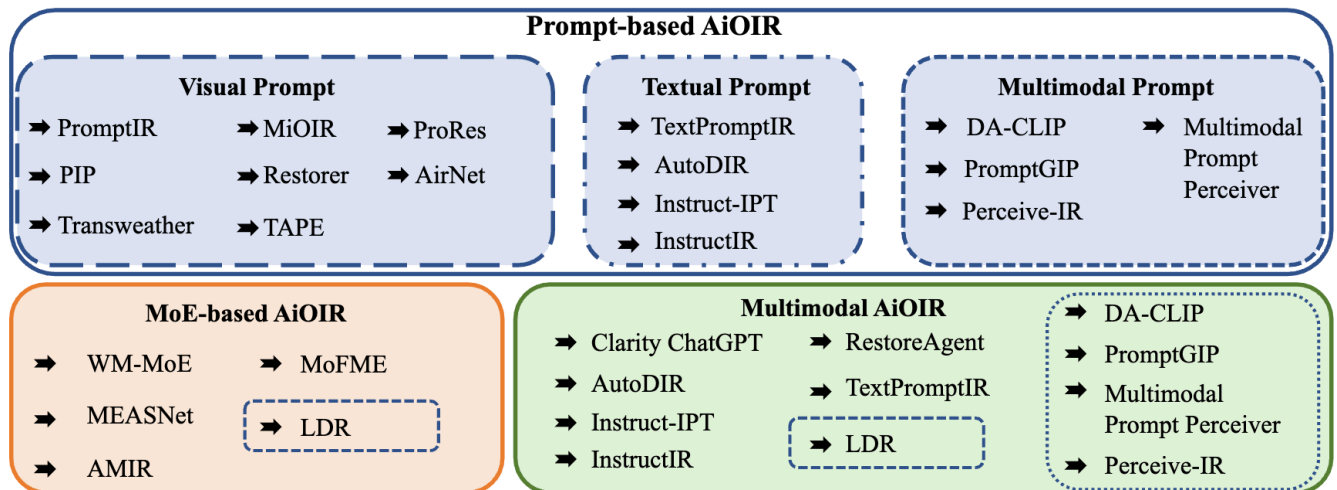 Prompt-based AiOIR
Visual Prompt
PromptIR
MiOIR
ProRes
PIP
Restorer
AirNet
Transweather
TAPE
Textual Prompt
TextPromptIR
AutoDIR
Instruct-IPT
InstructIR
Multimodal Prompt
DA-CLIP
PromptGIP
Perceive-IR
Multimodal
Prompt
Perceiver
MoE-based AiOIR
WM-MoE
MoFME
MEASNet
LDR
AMIR
Multimodal AiOIR
Clarity ChatGPT
AutoDIR
Instruct-IPT
InstructIR
RestoreAgent
TextPromptIR
LDR
DA-CLIP
PromptGIP
Multimodal
Prompt Perceiver
Perceive-IR